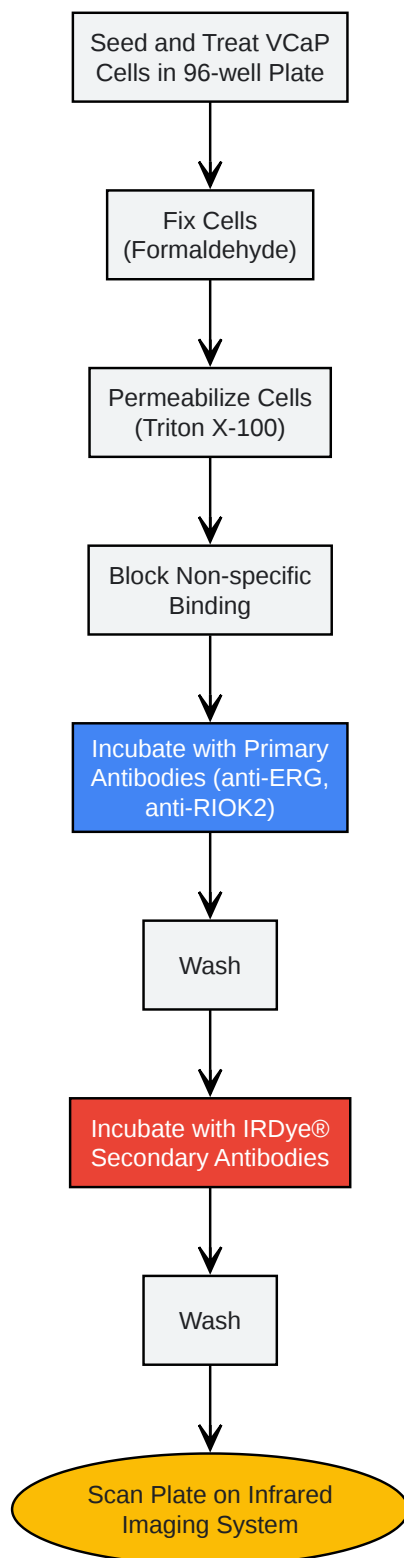 Seed and Treat VCaP
Cells in 96-well Plate
Fix Cells
(Formaldehyde)
Permeabilize Cells
(Triton X-100)
Block Non-specific
Binding
Incubate with Primary
Antibodies (anti-ERG,
anti-RIOK2)
Wash
Incubate with IRDye®
Secondary Antibodies
Wash
Scan Plate on Infrared
Imaging System